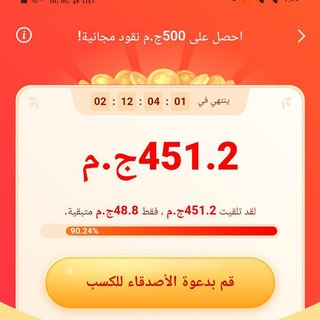 احصل على 500ج.م نقود مجانية!
ينتهي في 02 : 12 : 04 : 01
451.2ج.م
لقد تلقيت 451.2ج.م ، فقط 48.8ج.م متبقية.
90.24%
قم بدعوة الأصدقاء للكسب